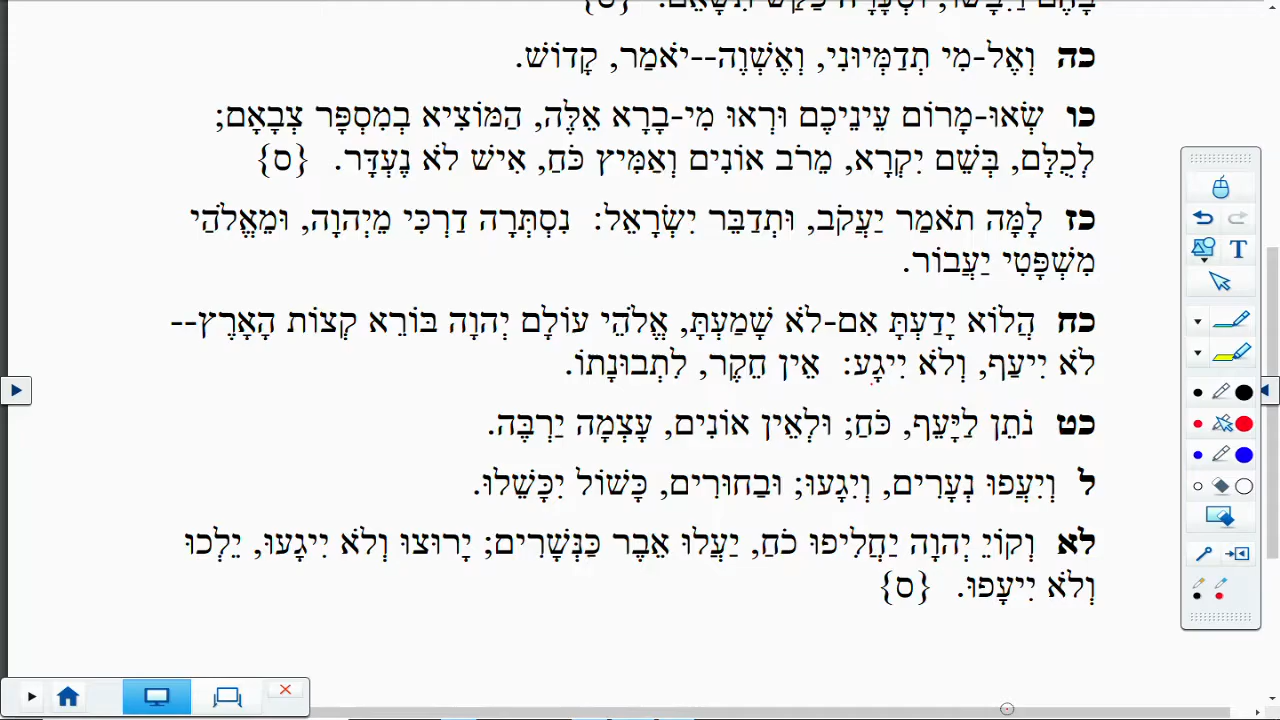 בָּהֶם וַיִּבָשׁוּ, וּסְעָרָה כַּקַּשׁ תִּשָּׂאֵם. {ס}
כה וְאֶל-מִי תְדַמְּיוּנִי, וְאֶשְׁוֶה--יֹאמַר, קָדוֹשׁ.
כו שְׂאוּ-מָרוֹם עֵינֵיכֶם וּרְאוּ מִי-בָרָא אֵלֶּה, הַמּוֹצִיא בְמִסְפָּר צְבָאָם;
לְכֻלָּם, בְּשֵׁם יִקְרָא, מֵרֹב אוֹנִים וְאַמִּיץ כֹּחַ, אִישׁ לֹא נֶעְדָּר. {ס}
כז לָמָּה תֹאמַר יַעֲקֹב, וּתְדַבֵּר יִשְׂרָאֵל: נִסְתְּרָה דַרְכִּי מֵיְהוָה, וּמֵאֱלֹהַי
מִשְׁפָּטִי יַעֲבוֹר.
כח הֲלוֹא יָדַעְתָּ אִם-לֹא שָׁמַעְתָּ, אֱלֹהֵי עוֹלָם יְהוָה בּוֹרֵא קְצוֹת הָאָרֶץ--
לֹא יִיעַף, וְלֹא יִיגָע: אֵין חֵקֶר, לִתְבוּנָתוֹ.
כט נֹתֵן לַיָּעֵף, כֹּחַ; וּלְאֵין אוֹנִים, עָצְמָה יַרְבֶּה.
ל וְיִעֲפוּ נְעָרִים, וְיִגָעוּ; וּבַחוּרִים, כָּשׁוֹל יִכָּשֵׁלוּ.
לא וְקוֹיֵ יְהוָה יַחֲלִיפוּ כֹחַ, יַעֲלוּ אֵבֶר כַּנְּשָׁרִים; יָרוּצוּ וְלֹא יִיגָעוּ, יֵלְכוּ
וְלֹא יִיעָפוּ. {ס}
T